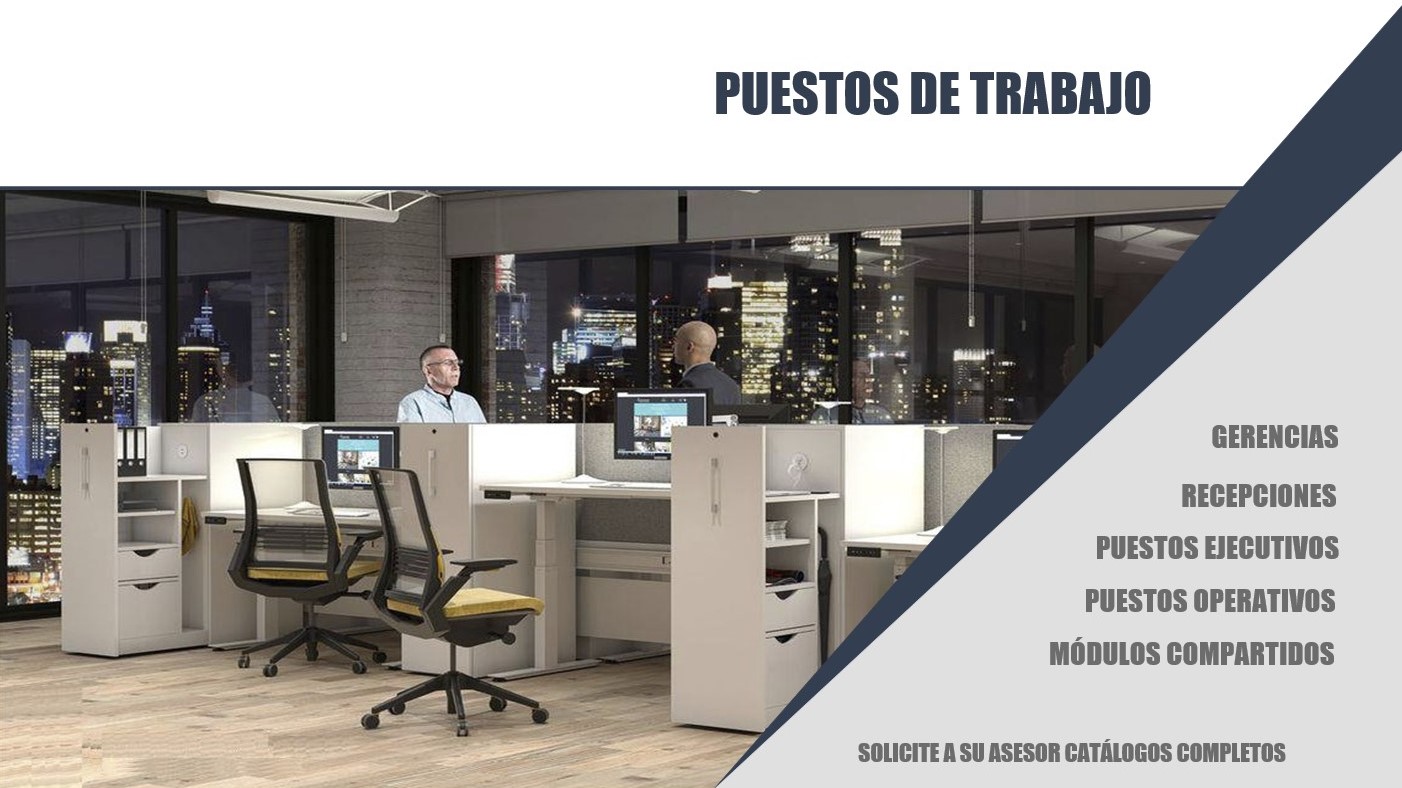 PUESTOS DE TRABAJO
GERENCIAS
RECEPCIONES
PUESTOS EJECUTIVOS
PUESTOS OPERATIVOS
MÓDULOS COMPARTIDOS
SOLICITE A SU ASESOR CATÁLOGOS COMPLETOS